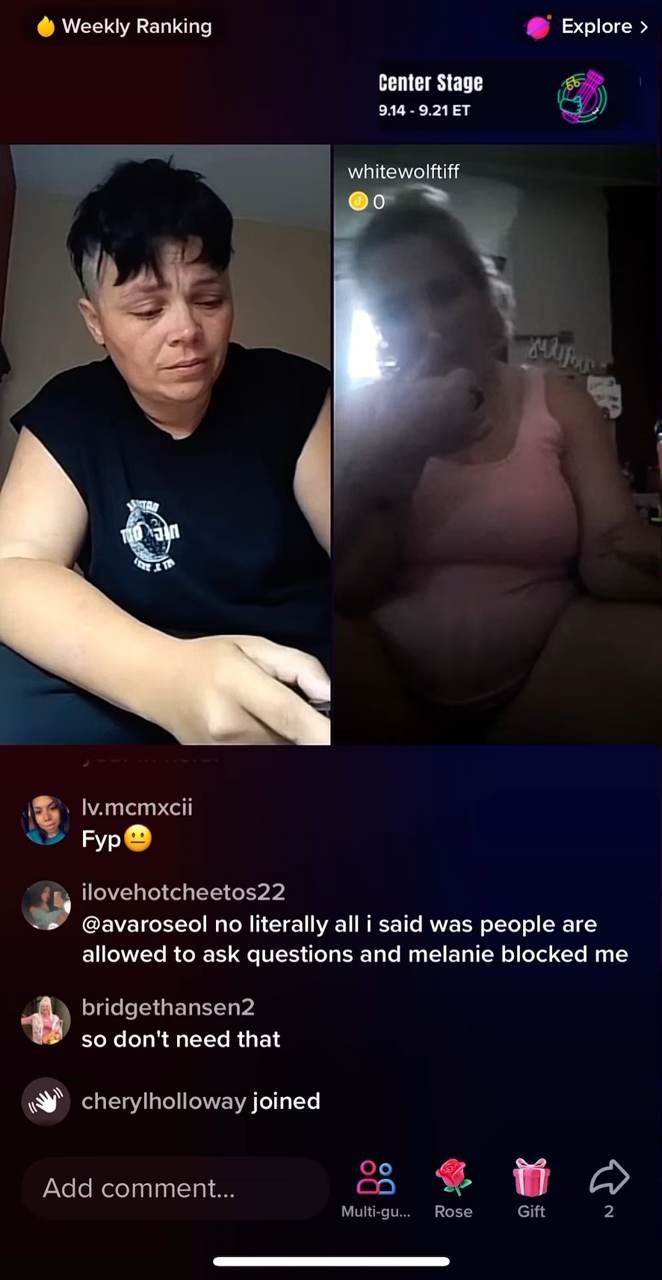 Weekly Ranking
Explore >
Center Stage
9.14 - 9.21 ET
whitewolftiff
0
lv.mcmxcii
Fyp😐
ilovehotcheetos22
@avaroseol no literally all i said was people are
allowed to ask questions and melanie blocked me
bridgethansen2
so don't need that
cherylholloway joined
Add comment...
Multi-gu...
Rose
Gift
2